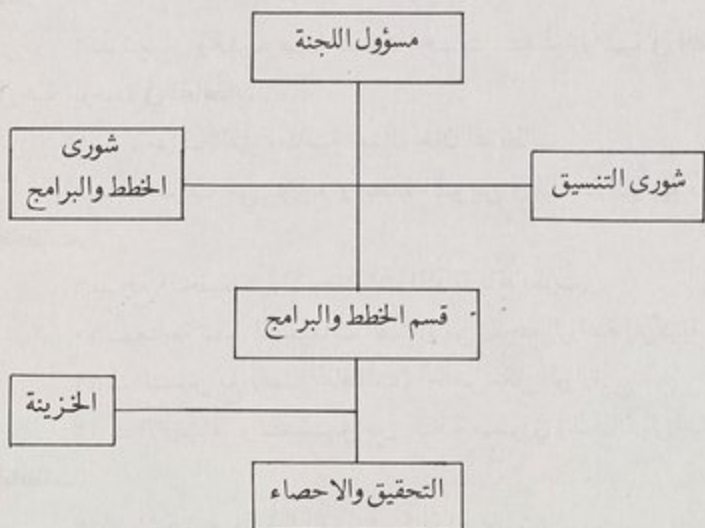 مسؤول اللجنة
شورى
الخطط والبرامج
شورى التنسيق
قسم الخطط والبرامج
الخزينة
التحقيق والاحصاء